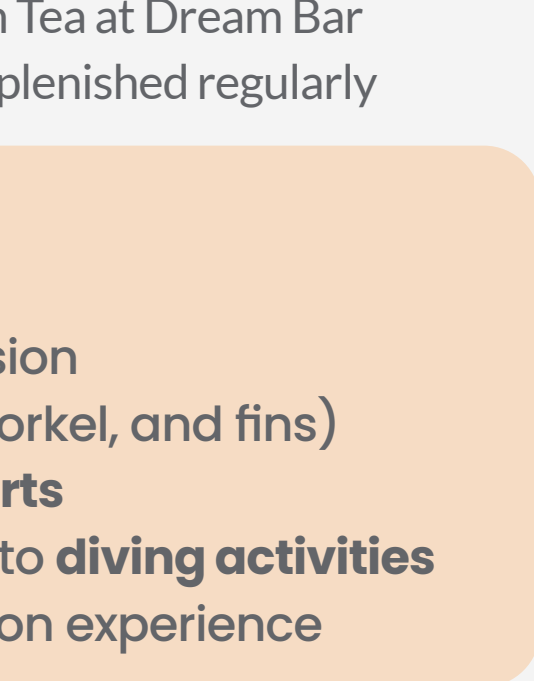 Tea at Dream Bar
plenished regularly
sion
orkel, and fins)
rts
to diving activities
on experience